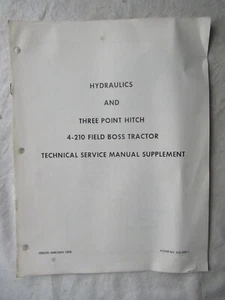 HYDRAULICS
AND
THREE POINT HITCH
4-210 FIELD BOSS TRACTOR
TECHNICAL SERVICE MANUAL SUPPLEMENT